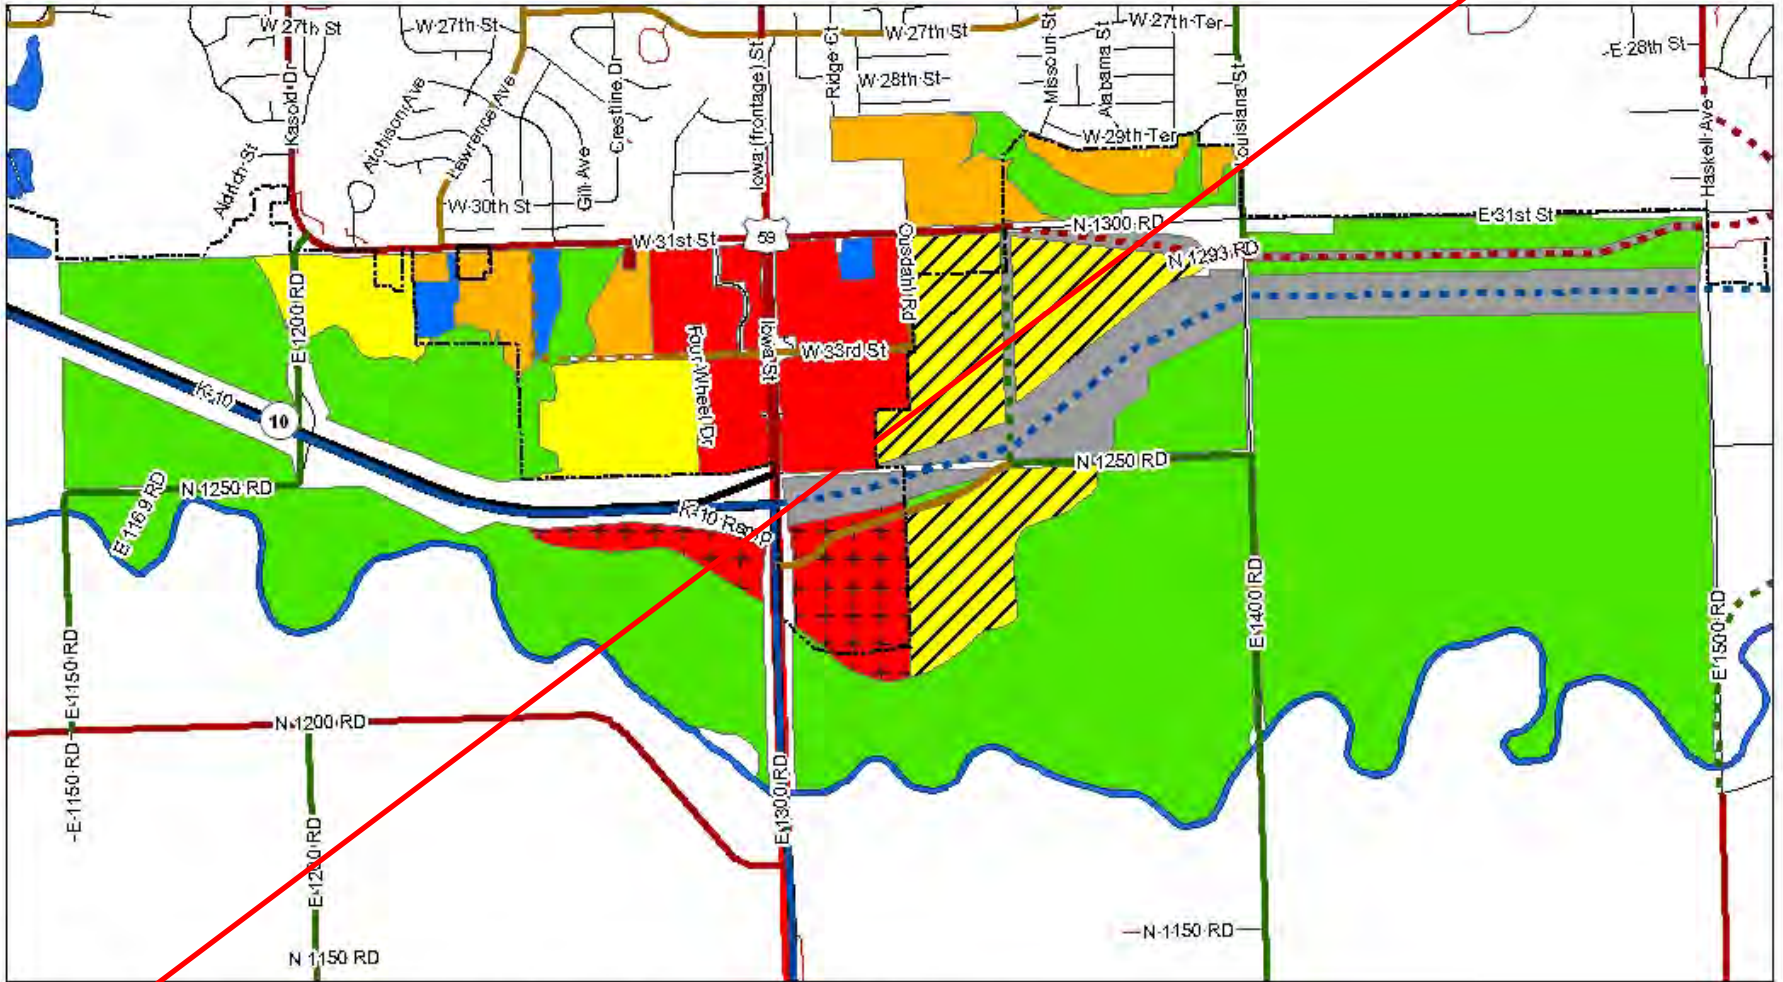 W 27th St
W 27th St
W 27th St
W 27th Ter
E 28th St
Kasold Dr
Atchison Ave
Lawrence Ave
Crestline Dr
Iowa (frontage) St
Ridge Ct
W 28th St
Missouri St
Alabama St
Louisiana St
Haskell Ave
W 29th Ter
Aldrich St
W 30th St
Gill Ave
W 31st St
59
Ousdahl Rd
N 1300 RD
N 1293 RD
E 31st St
E 1200 RD
Four Wheel Dr
Iowa St
W 33rd St
K-10
10
N 1250 RD
E 1169 RD
K-10 Ramp
N 1250 RD
E 1400 RD
E 1500 RD
E 1150 RD
N 1200 RD
E 1150 RD
E 1200 RD
E 1300 RD
N 1150 RD
N 1150 RD